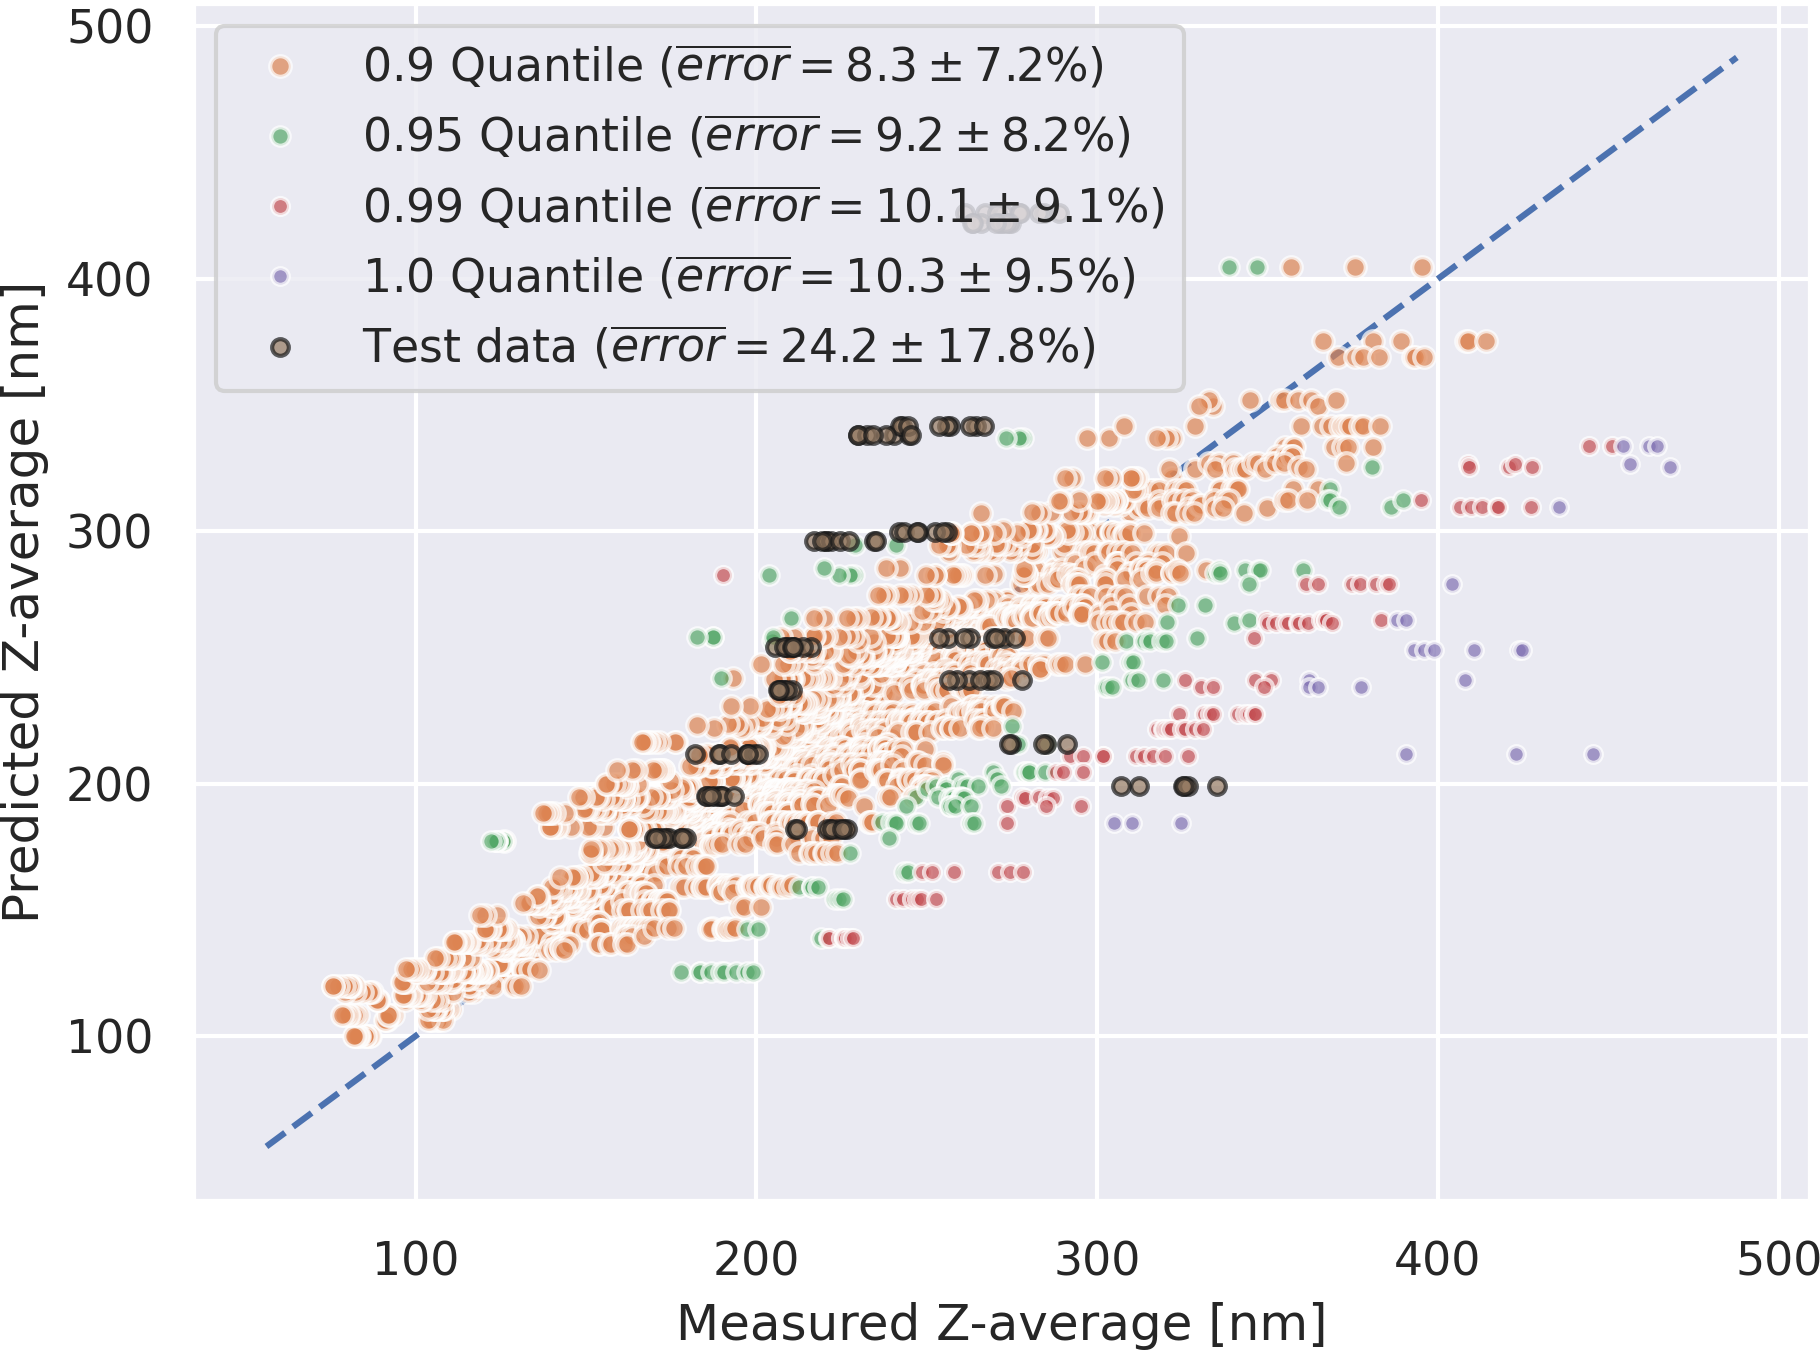 500
400
300
200
100
Predicted Z-average [nm]
0.9 Quantile (error = 8.3 ± 7.2%)
0.95 Quantile (error = 9.2 ± 8.2%)
0.99 Quantile (error = 10.1 ± 9.1%)
1.0 Quantile (error = 10.3 ± 9.5%)
Test data (error = 24.2 ± 17.8%)
100 200 300 400 500
Measured Z-average [nm]